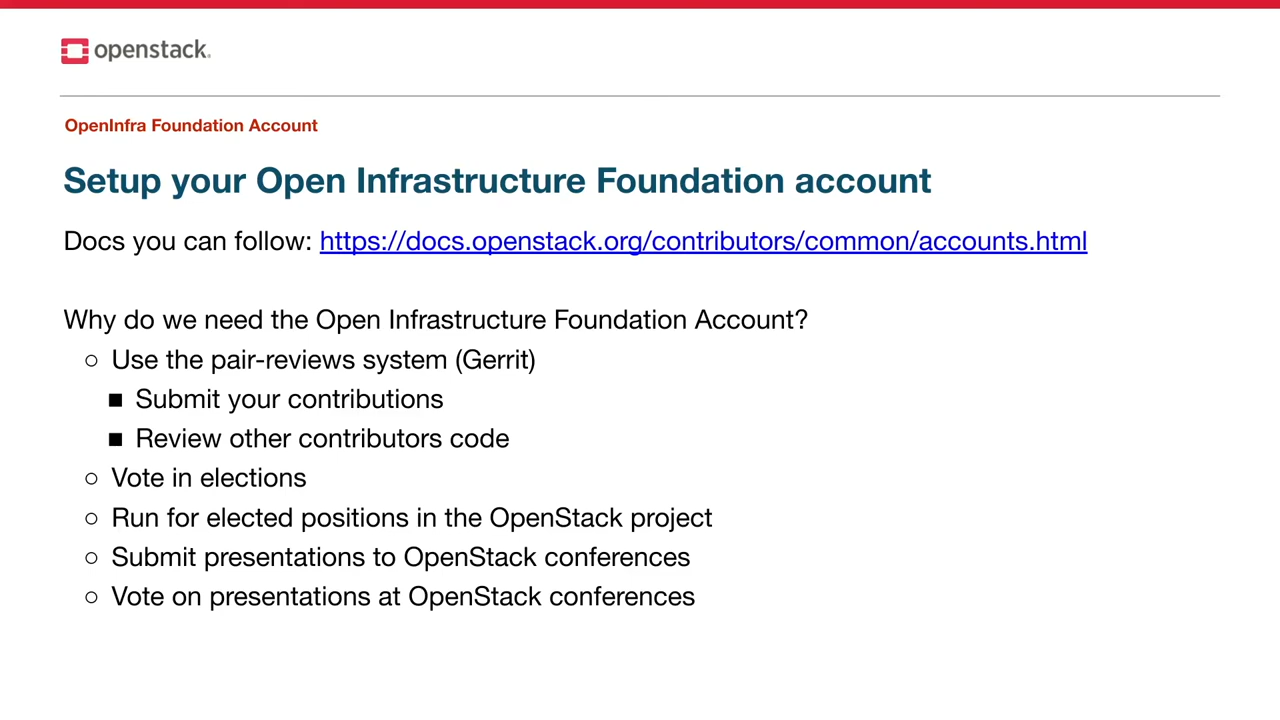 openstack.
OpenInfra Foundation Account
Setup your Open Infrastructure Foundation account
Docs you can follow: https://docs.openstack.org/contributors/common/accounts.html
Why do we need the Open Infrastructure Foundation Account?
○ Use the pair-reviews system (Gerrit)
■ Submit your contributions
■ Review other contributors code
○ Vote in elections
○ Run for elected positions in the OpenStack project
○ Submit presentations to OpenStack conferences
○ Vote on presentations at OpenStack conferences